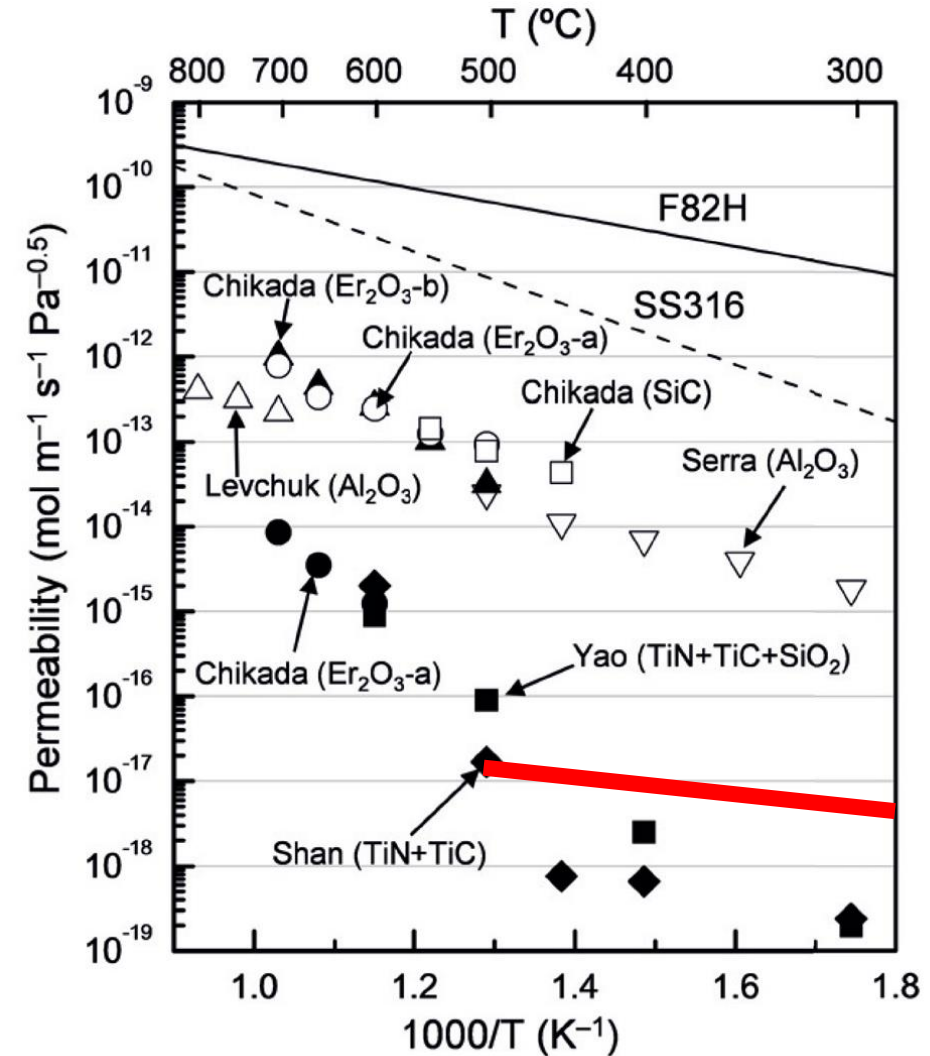 T (ºC)
800 700 600 500 400 300
10⁻⁹
10⁻¹⁰
F82H
10⁻¹¹
Chikada (Er₂O₃-b)
SS316
10⁻¹²
Chikada (Er₂O₃-a)
Chikada (SiC)
10⁻¹³
Serra (Al₂O₃)
Levchuk (Al₂O₃)
10⁻¹⁴
10⁻¹⁵
Yao (TiN+TiC+SiO₂)
Chikada (Er₂O₃-a)
10⁻¹⁶
10⁻¹⁷
Shan (TiN+TiC)
10⁻¹⁸
10⁻¹⁹
Permeability (mol m⁻¹ s⁻¹ Pa⁻⁰·⁵)
1.0 1.2 1.4 1.6 1.8
1000/T (K⁻¹)